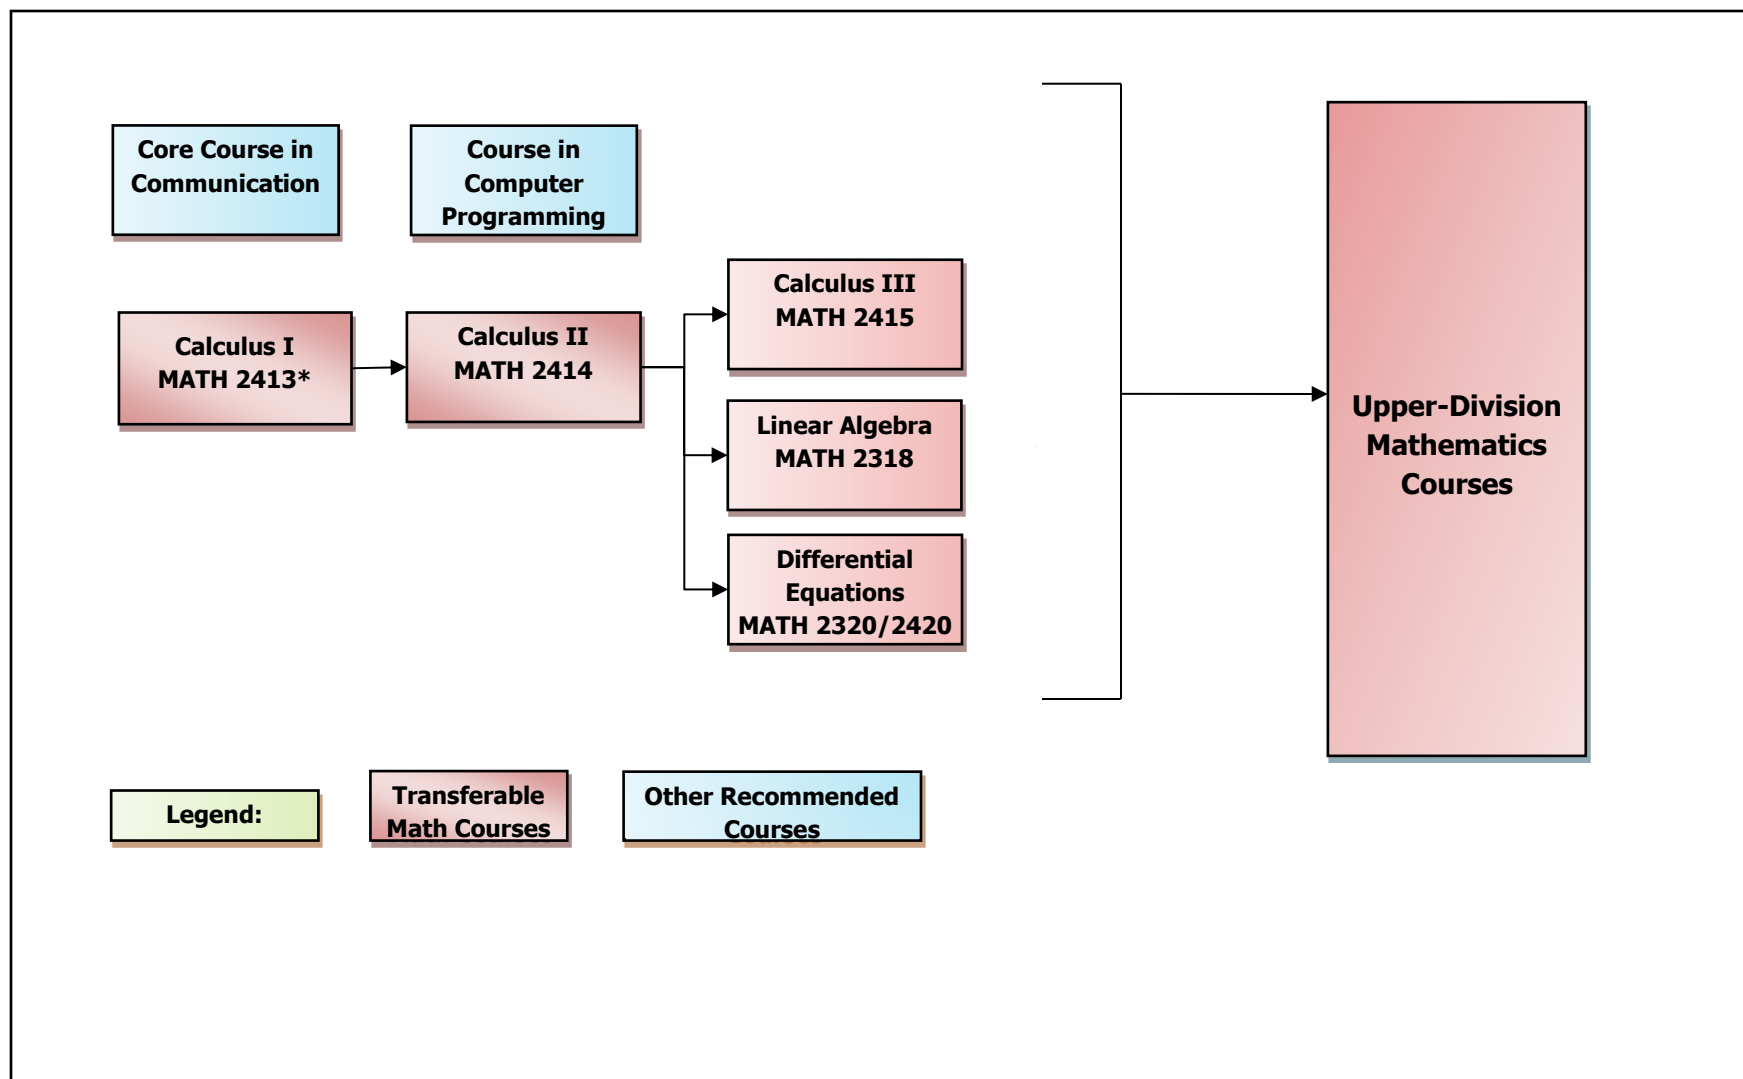 Core Course in
Communication
Course in
Computer
Programming
Calculus I
MATH 2413*
Calculus II
MATH 2414
Calculus III
MATH 2415
Linear Algebra
MATH 2318
Differential
Equations
MATH 2320/2420
Upper-Division
Mathematics
Courses
Legend:
Transferable
Math Courses
Other Recommended
Courses